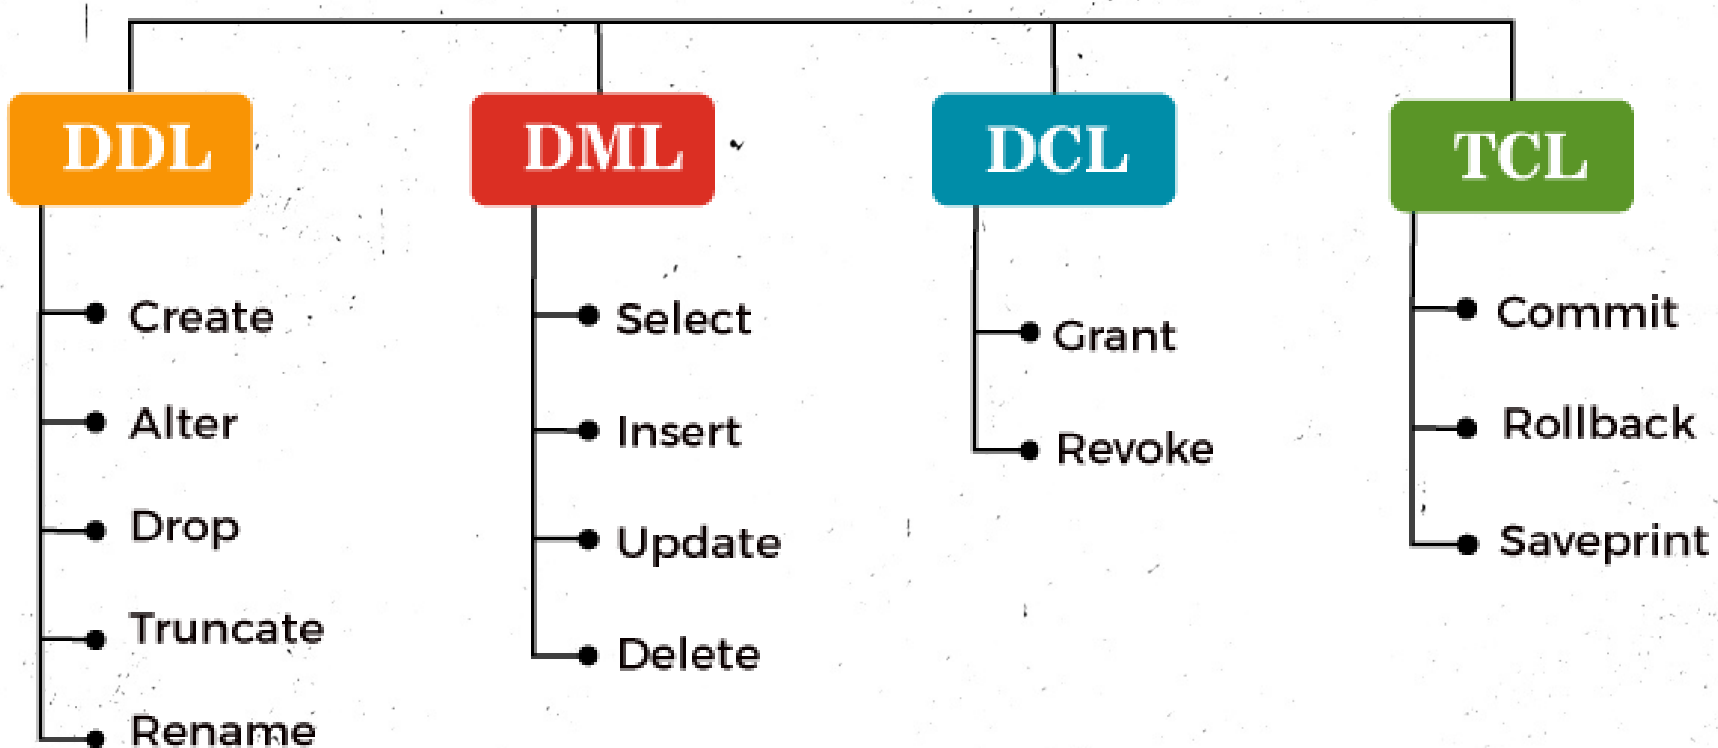 DDL
Create
Alter
Drop
Truncate
Rename
DML
Select
Insert
Update
Delete
DCL
Grant
Revoke
TCL
Commit
Rollback
Saveprint